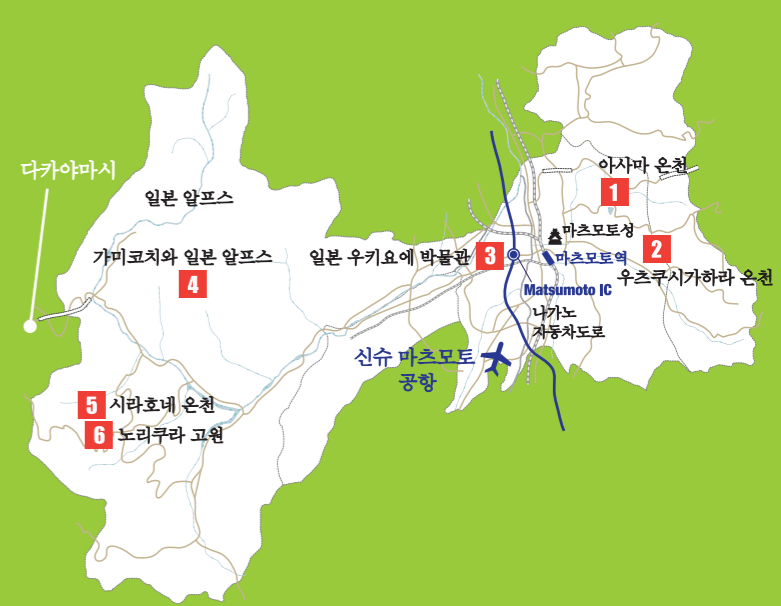 다카야마시
일본 알프스
가미코치와 일본 알프스
4
일본 우키요에 박물관 3
아사마 온천
1
마츠모토성
2
마츠모토역
우츠쿠시가하라 온천
Matsumoto IC
나가노
자동차도로
신슈 마츠모토
공항
5 시라호네 온천
6 노리쿠라 고원